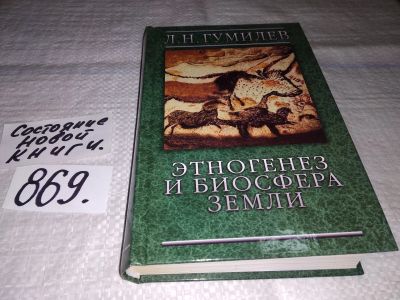 Состояние
новой
книги.
869.
Л.Н. ГУМИЛЕВ
ЭТНОГЕНЕЗ
И БИОСФЕРА
ЗЕМЛИ